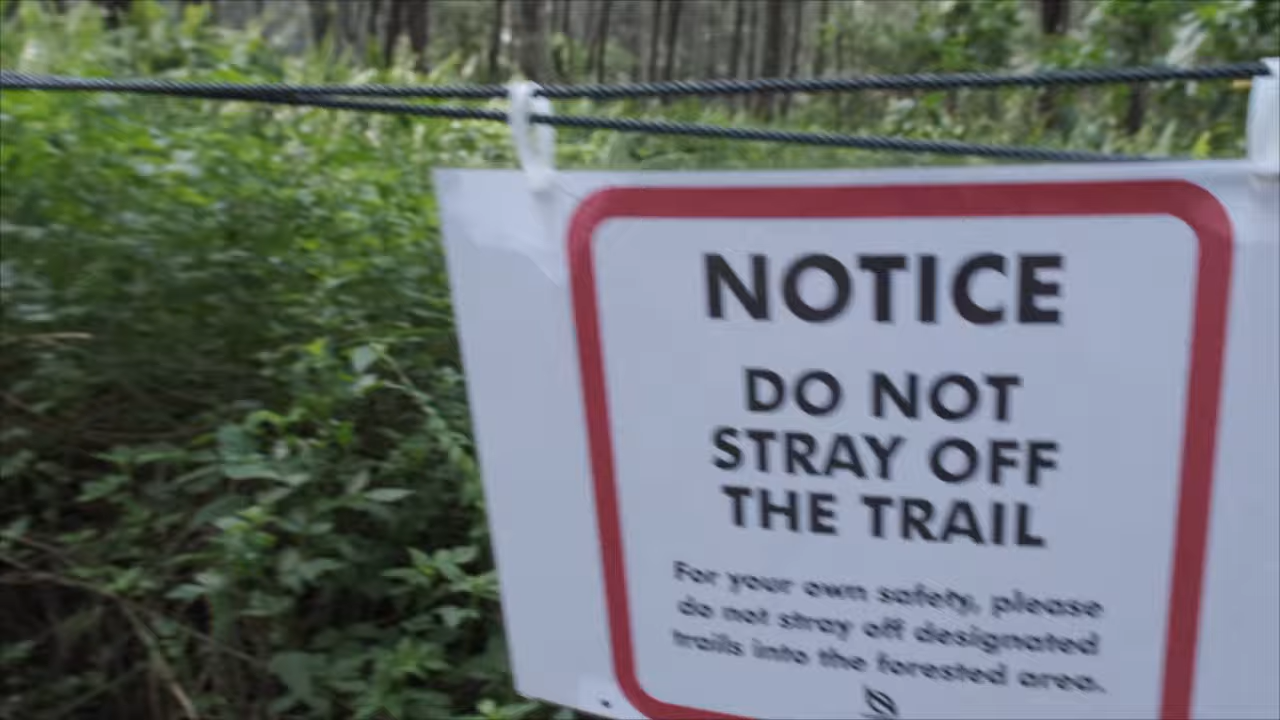 NOTICE
DO NOT
STRAY OFF
THE TRAIL
For your own safety, please
do not stray off designated
trails into the forested area.